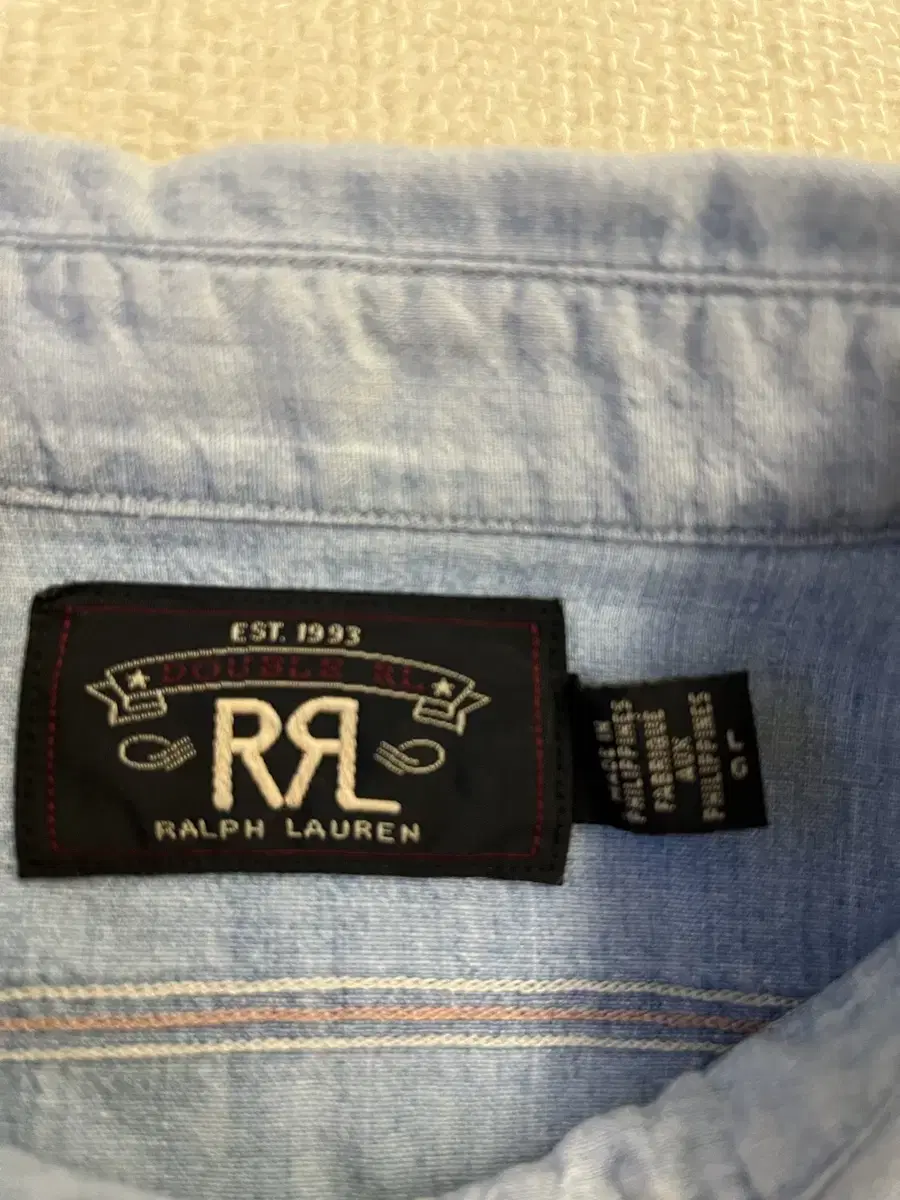 EST. 1993
DOUBLE RL
RRL
RALPH LAUREN
MADE IN
PHILIPPINES
FABRIQUE
AUX
PHILIPPINES
L
G